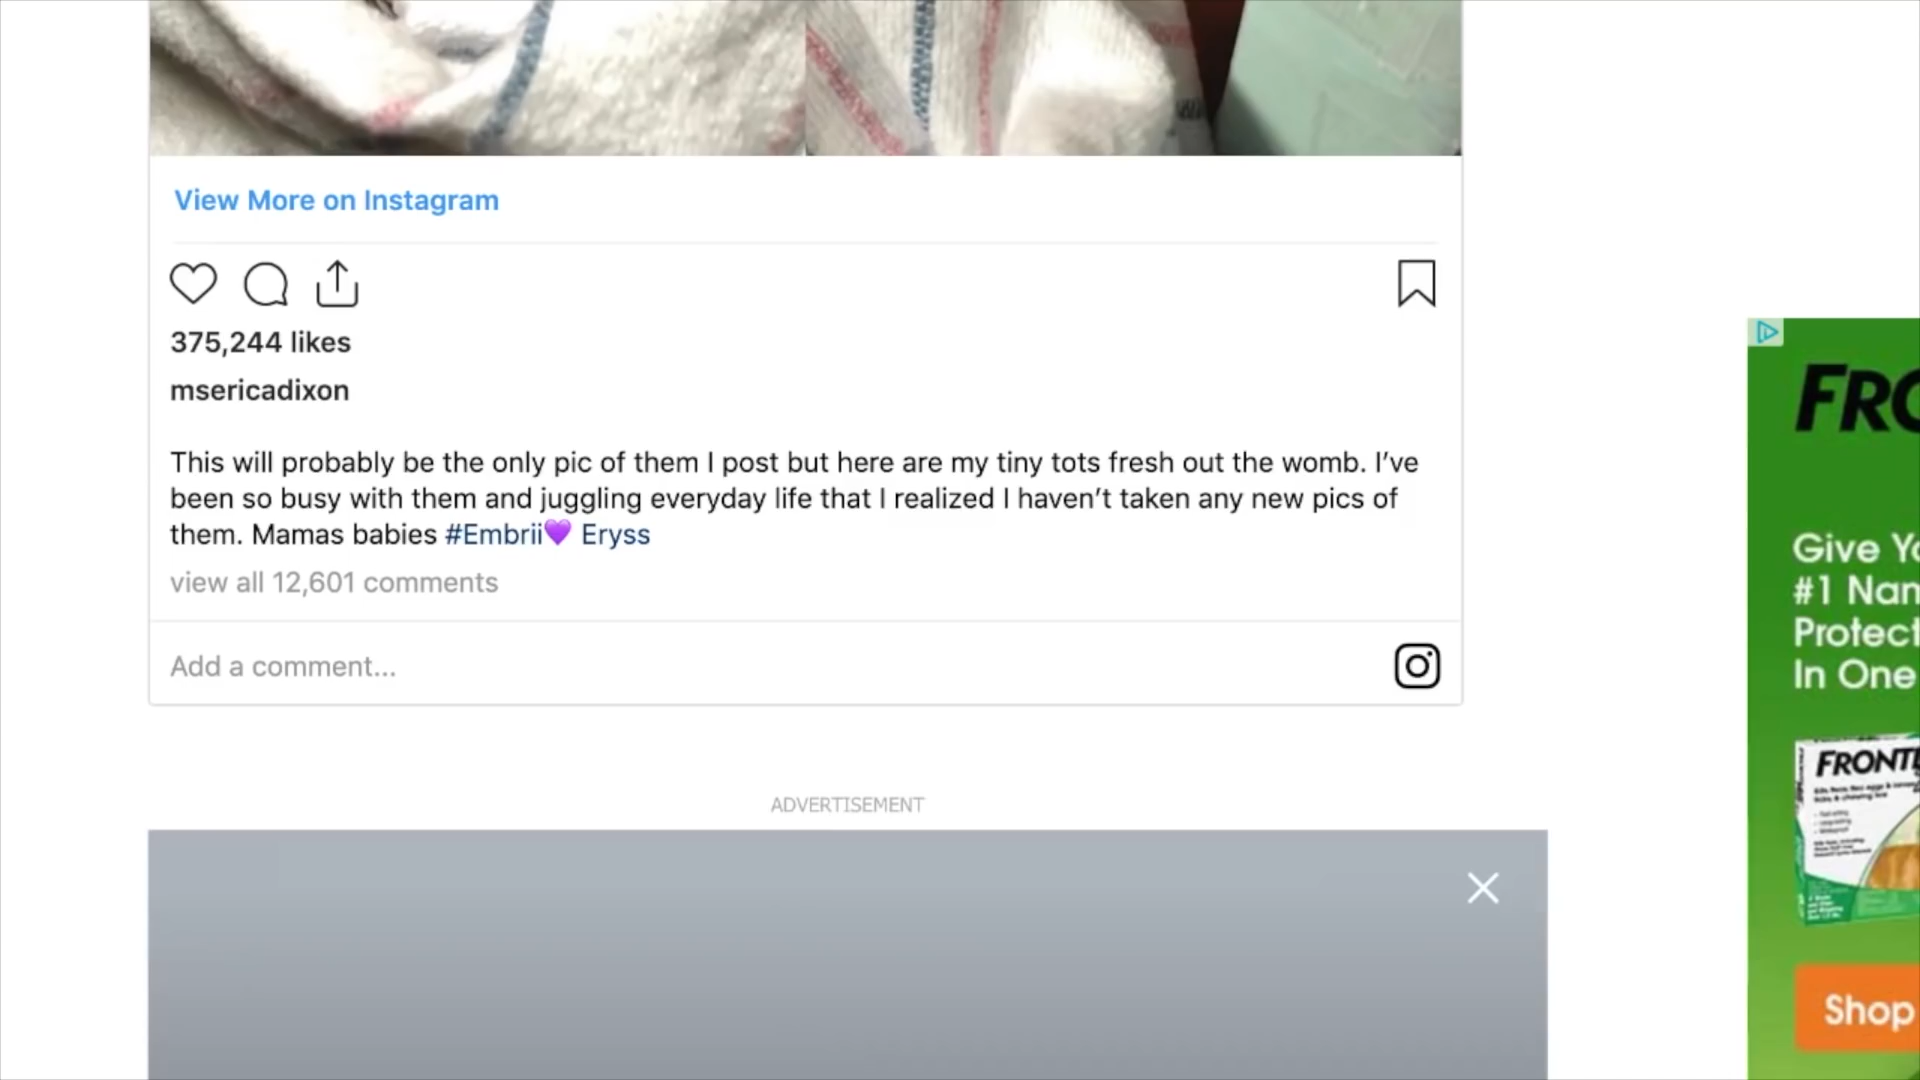 View More on Instagram
375,244 likes
msericadixon
This will probably be the only pic of them I post but here are my tiny tots fresh out the womb. I’ve
been so busy with them and juggling everyday life that I realized I haven’t taken any new pics of
them. Mamas babies #Embrii💜 Eryss
view all 12,601 comments
Add a comment...
ADVERTISEMENT
FRO
Give Yo
#1 Nam
Protect
In One
FRONTL
Shop